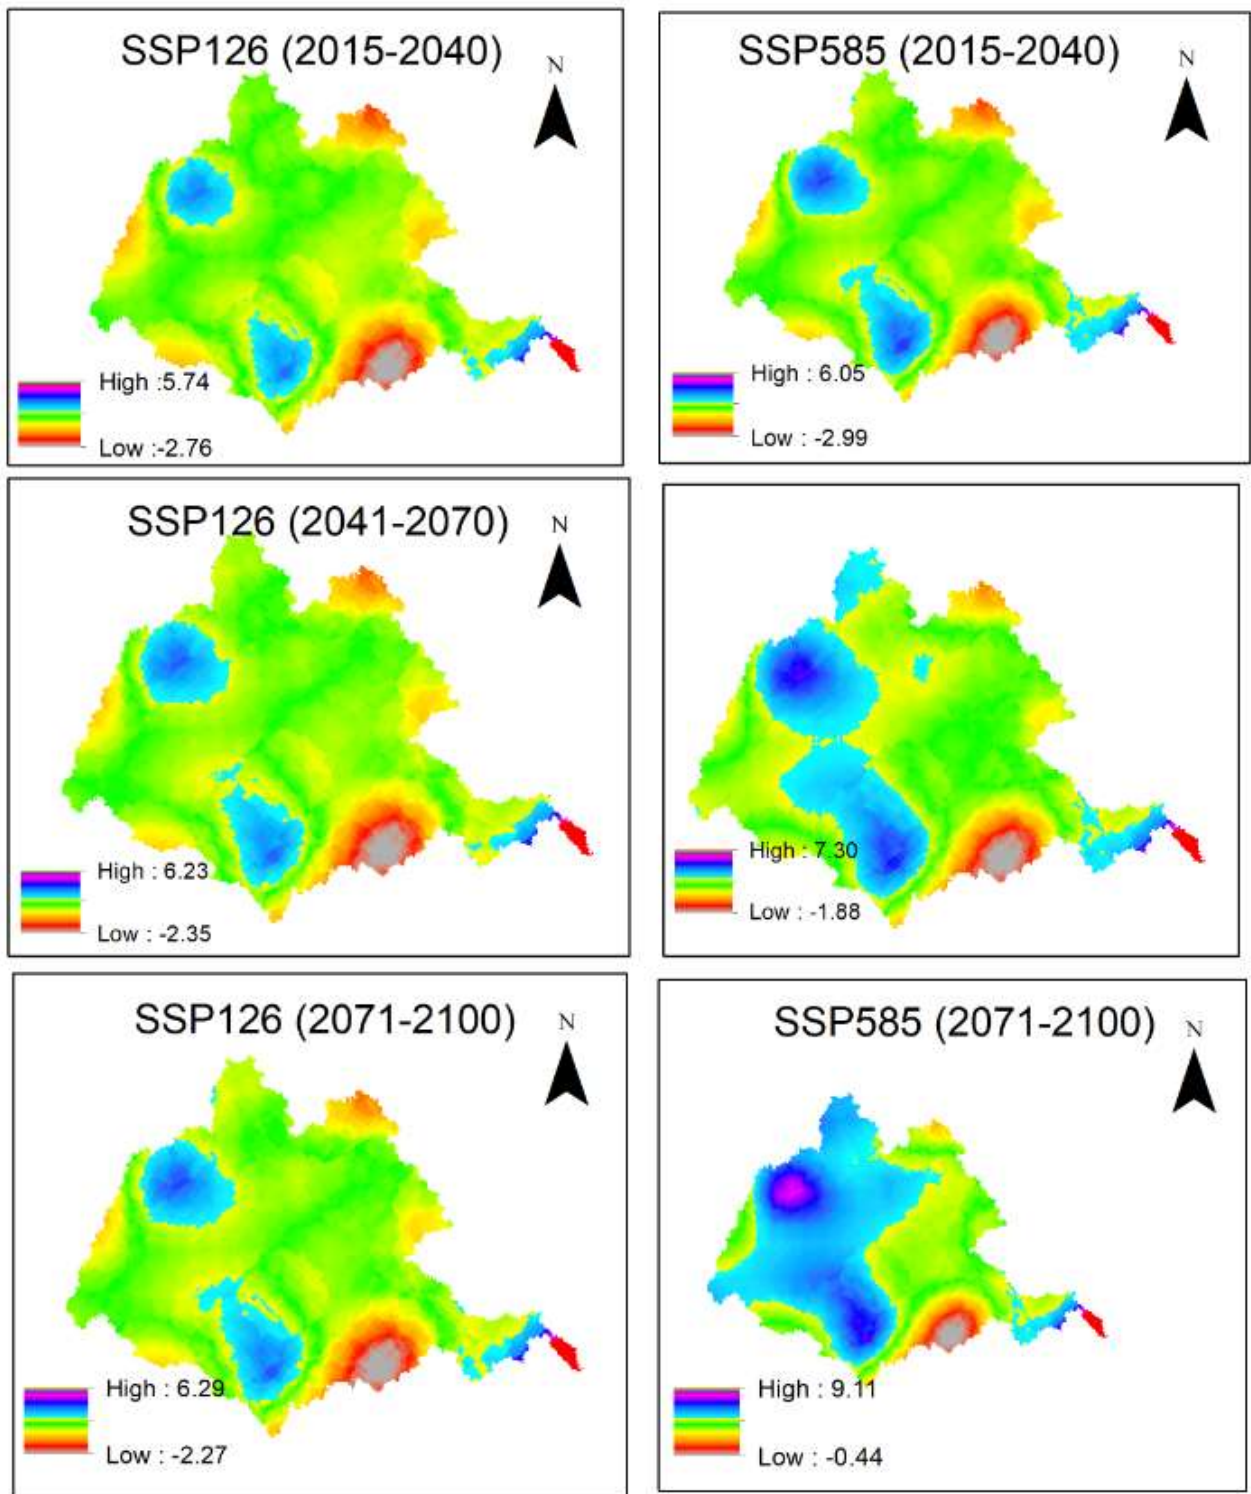 SSP126 (2015-2040)
N
High :5.74
Low :-2.76
SSP585 (2015-2040)
N
High : 6.05
Low : -2.99
SSP126 (2041-2070)
N
High : 6.23
Low : -2.35
High : 7.30
Low : -1.88
SSP126 (2071-2100)
N
High : 6.29
Low : -2.27
SSP585 (2071-2100)
N
High : 9.11
Low : -0.44